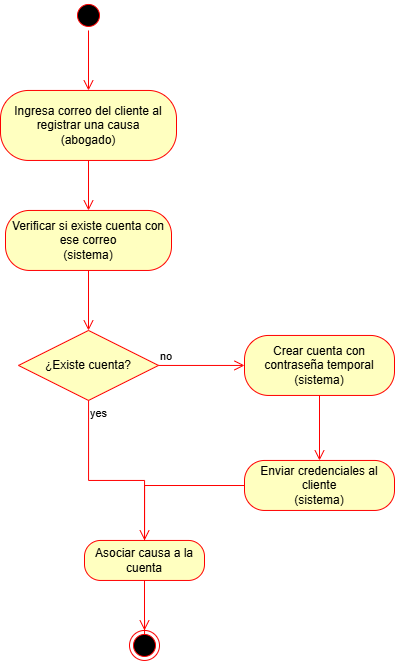 Ingresa correo del cliente al
registrar una causa
(abogado)
Verificar si existe cuenta con
ese correo
(sistema)
¿Existe cuenta?
no
Crear cuenta con
contraseña temporal
(sistema)
yes
Enviar credenciales al
cliente
(sistema)
Asociar causa a la
cuenta